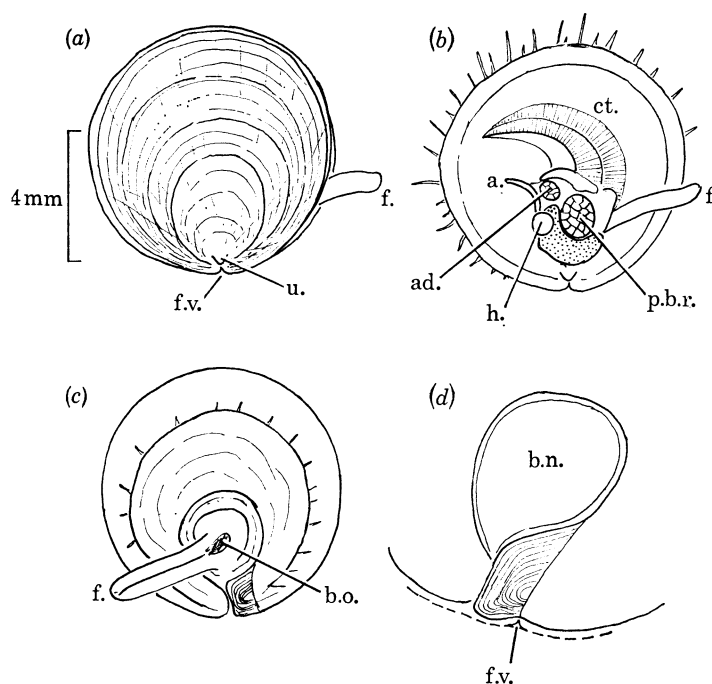 (a)
4 mm
f.
f.v.
u.
(b)
ct.
a.
f.
ad.
h.
p.b.r.
(c)
f.
b.o.
(d)
b.n.
f.v.